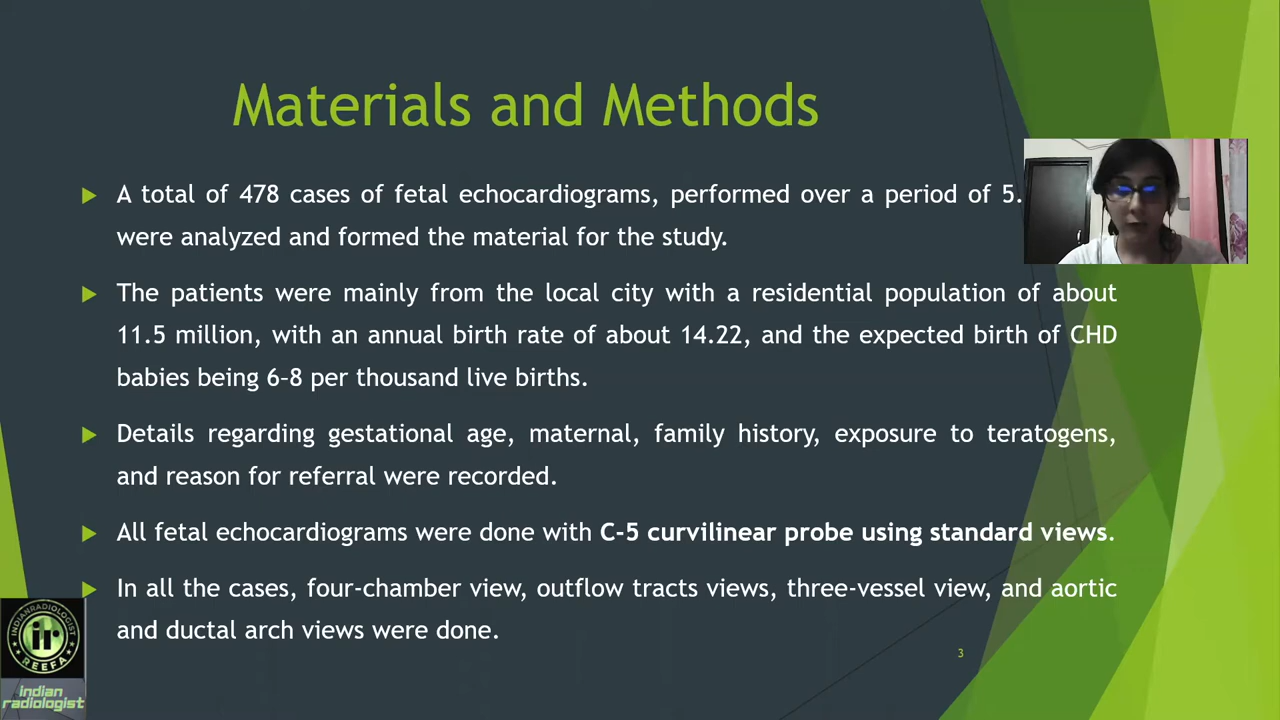 Materials and Methods
A total of 478 cases of fetal echocardiograms, performed over a period of 5.
were analyzed and formed the material for the study.
The patients were mainly from the local city with a residential population of about
11.5 million, with an annual birth rate of about 14.22, and the expected birth of CHD
babies being 6–8 per thousand live births.
Details regarding gestational age, maternal, family history, exposure to teratogens,
and reason for referral were recorded.
All fetal echocardiograms were done with C-5 curvilinear probe using standard views.
In all the cases, four-chamber view, outflow tracts views, three-vessel view, and aortic
and ductal arch views were done.
3
INDIANRADIOLOGIST
ir
REEFA
indian
radiologist